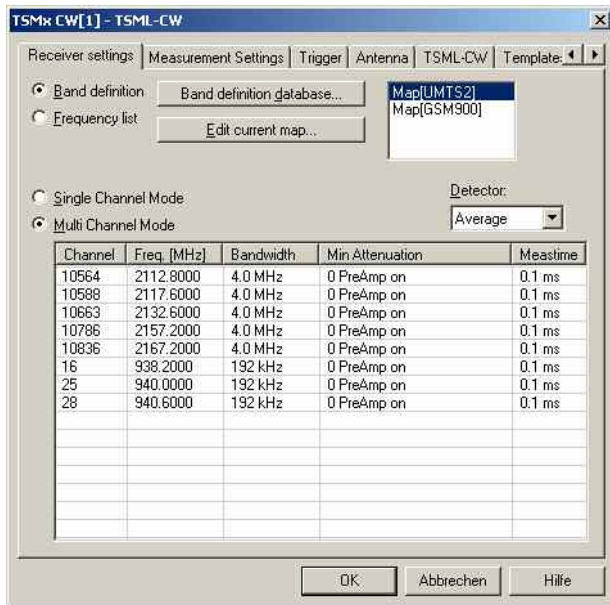 TSMx CW[1] - TSML-CW
Receiver settings Measurement Settings Trigger Antenna TSML-CW Template
Band definition Band definition database... Map[UMTS2]
Map[GSM900]
Frequency list Edit current map...
Single Channel Mode Detector:
Multi Channel Mode Average
Channel Freq. [MHz] Bandwidth Min Attenuation Meastime
10564 2112.8000 4.0 MHz 0 PreAmp on 0.1 ms
10588 2117.6000 4.0 MHz 0 PreAmp on 0.1 ms
10663 2132.6000 4.0 MHz 0 PreAmp on 0.1 ms
10786 2157.2000 4.0 MHz 0 PreAmp on 0.1 ms
10836 2167.2000 4.0 MHz 0 PreAmp on 0.1 ms
16 938.2000 192 kHz 0 PreAmp on 0.1 ms
25 940.0000 192 kHz 0 PreAmp on 0.1 ms
28 940.6000 192 kHz 0 PreAmp on 0.1 ms
OK Abbrechen Hilfe